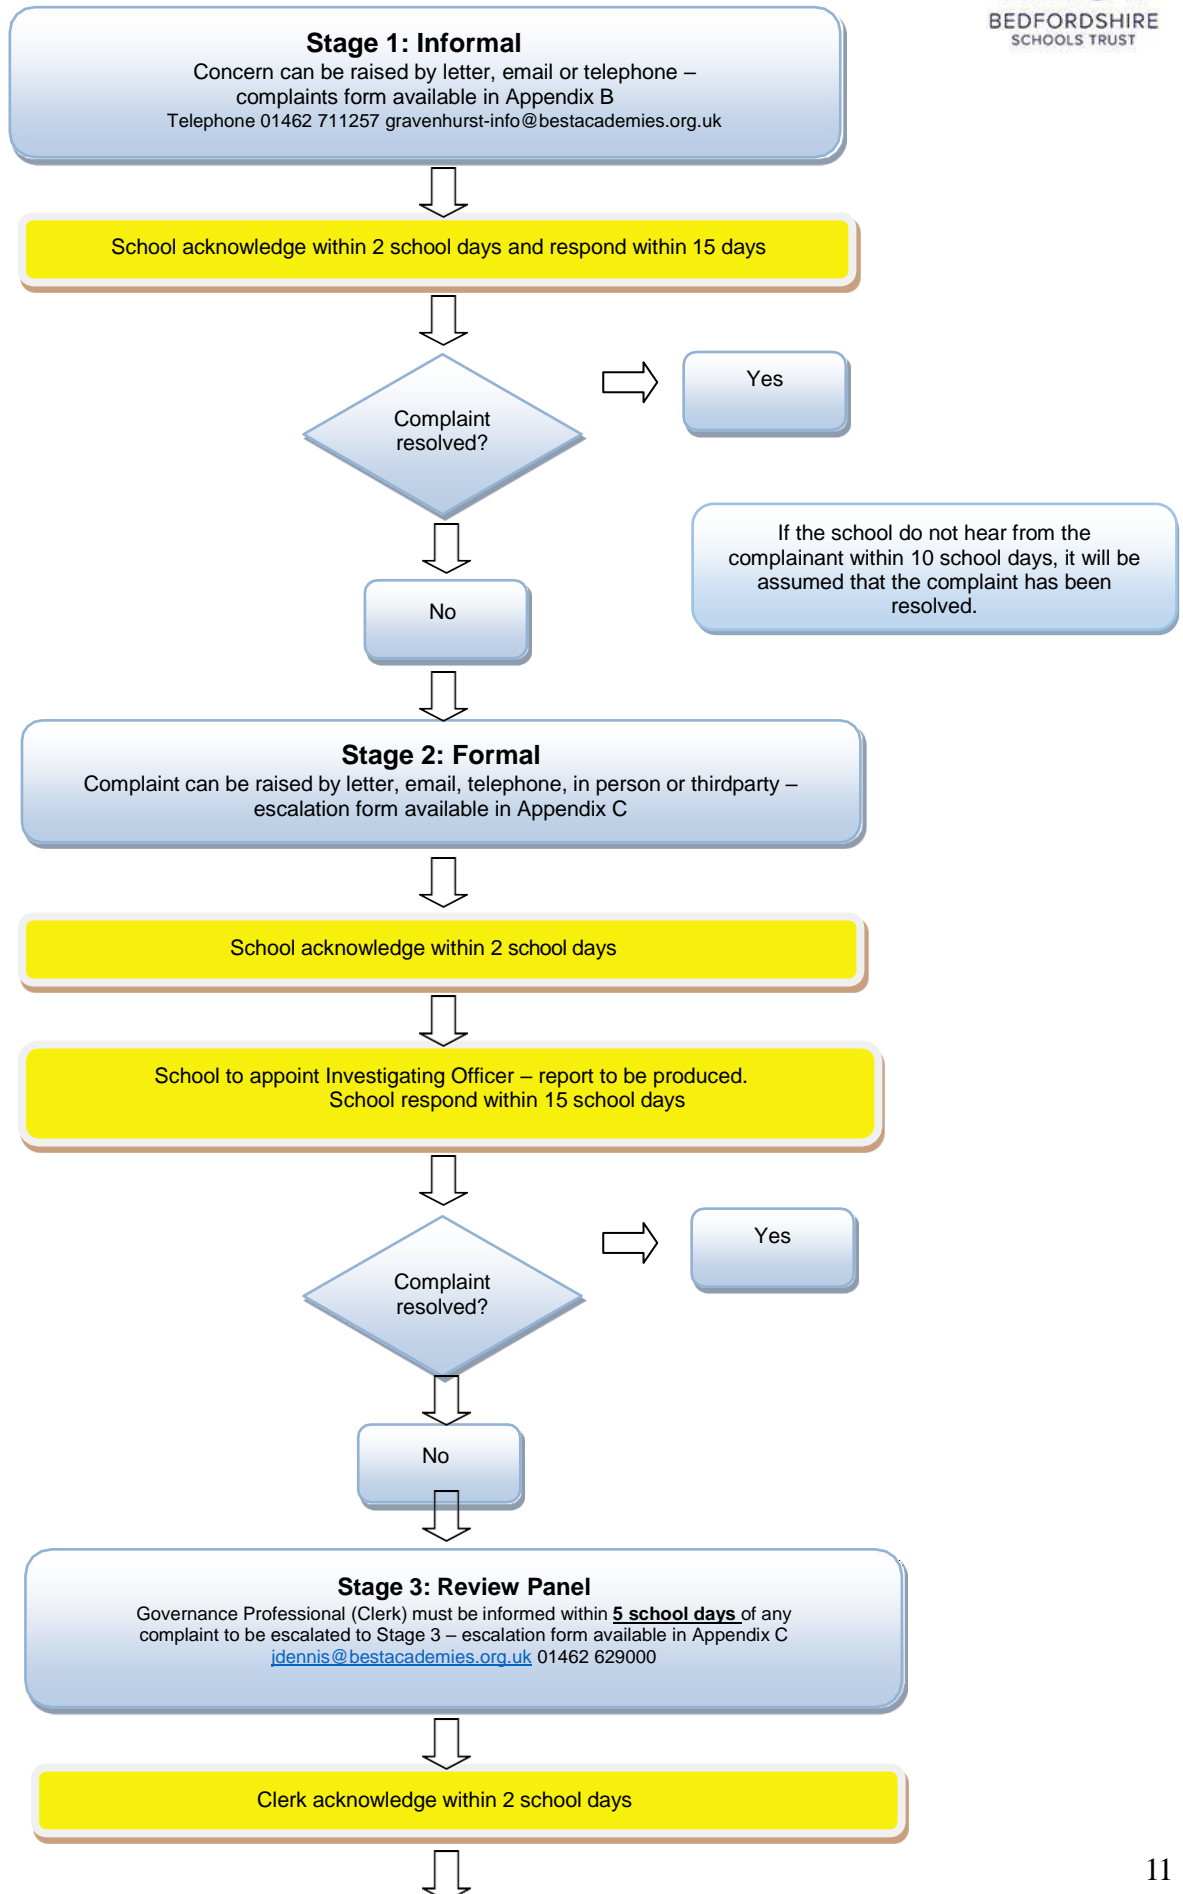 BEDFORDSHIRE
SCHOOLS TRUST
Stage 1: Informal
Concern can be raised by letter, email or telephone –
complaints form available in Appendix B
Telephone 01462 711257 gravenhurst-info@bestacademies.org.uk
School acknowledge within 2 school days and respond within 15 days
Complaint
resolved?
Yes
If the school do not hear from the
complainant within 10 school days, it will be
assumed that the complaint has been
resolved.
No
Stage 2: Formal
Complaint can be raised by letter, email, telephone, in person or thirdparty –
escalation form available in Appendix C
School acknowledge within 2 school days
School to appoint Investigating Officer – report to be produced.
School respond within 15 school days
Complaint
resolved?
Yes
No
Stage 3: Review Panel
Governance Professional (Clerk) must be informed within 5 school days of any
complaint to be escalated to Stage 3 – escalation form available in Appendix C
jdennis@bestacademies.org.uk 01462 629000
Clerk acknowledge within 2 school days
11